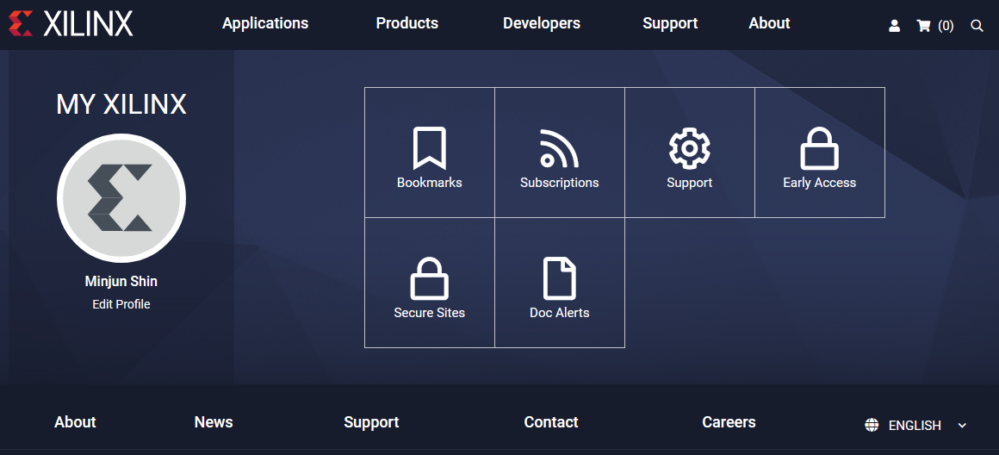 XILINX
Applications Products Developers Support About (0)
MY XILINX
Minjun Shin
Edit Profile
Bookmarks Subscriptions Support Early Access
Secure Sites Doc Alerts
About News Support Contact Careers ENGLISH